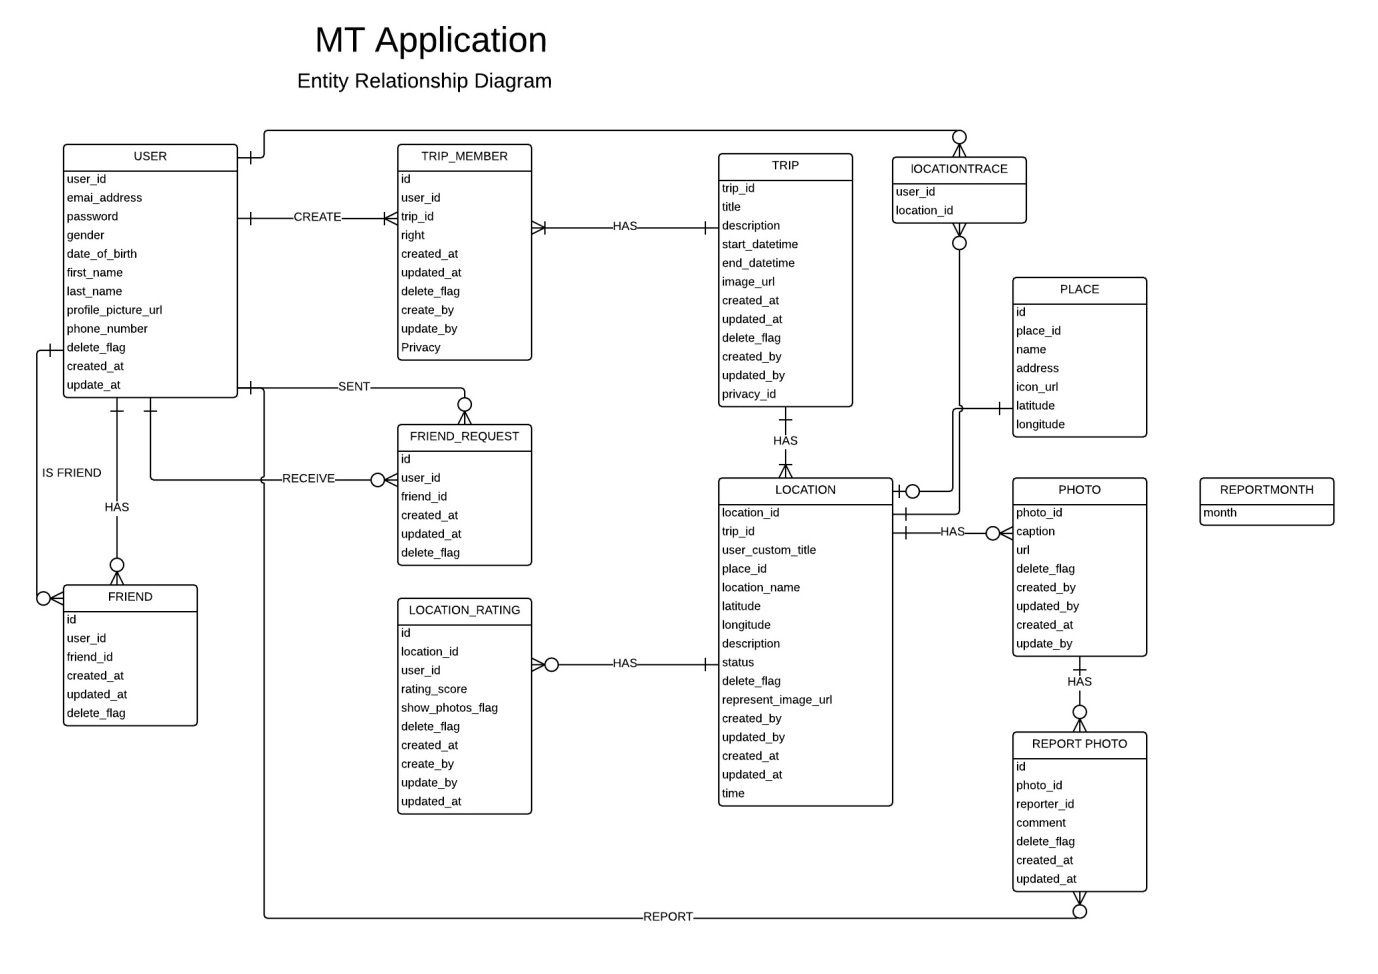 MT Application
Entity Relationship Diagram
USER
user_id
emai_address
password
gender
date_of_birth
first_name
last_name
profile_picture_url
phone_number
delete_flag
created_at
update_at
CREATE
TRIP_MEMBER
id
user_id
trip_id
right
created_at
updated_at
delete_flag
create_by
update_by
Privacy
HAS
TRIP
trip_id
title
description
start_datetime
end_datetime
image_url
created_at
updated_at
delete_flag
created_by
updated_by
privacy_id
lOCATIONTRACE
user_id
location_id
PLACE
id
place_id
name
address
icon_url
latitude
longitude
SENT
FRIEND_REQUEST
id
user_id
friend_id
created_at
updated_at
delete_flag
RECEIVE
IS FRIEND
HAS
FRIEND
id
user_id
friend_id
created_at
updated_at
delete_flag
HAS
LOCATION
location_id
trip_id
user_custom_title
place_id
location_name
latitude
longitude
description
status
delete_flag
represent_image_url
created_by
updated_by
created_at
updated_at
time
HAS
PHOTO
photo_id
caption
url
delete_flag
created_by
updated_by
created_at
update_by
REPORTMONTH
month
LOCATION_RATING
id
location_id
user_id
rating_score
show_photos_flag
delete_flag
created_at
create_by
update_by
updated_at
HAS
HAS
REPORT PHOTO
id
photo_id
reporter_id
comment
delete_flag
created_at
updated_at
REPORT